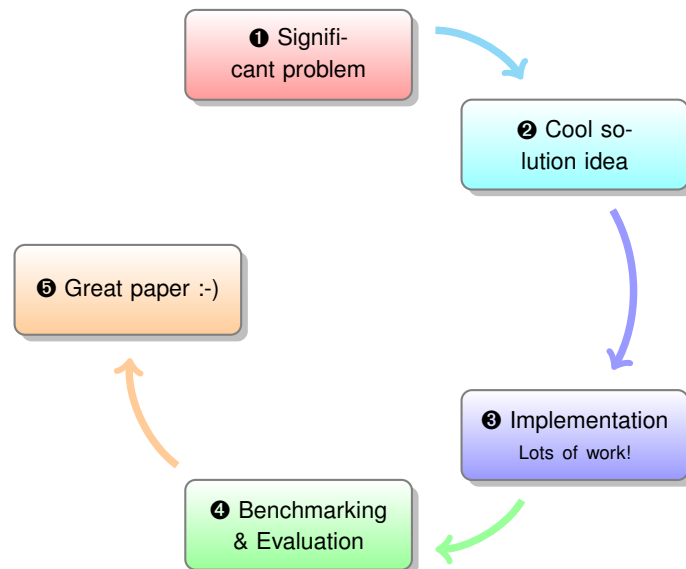 ❶ Signifi-
cant problem
❷ Cool so-
lution idea
❸ Implementation
Lots of work!
❹ Benchmarking
& Evaluation
❺ Great paper :-)